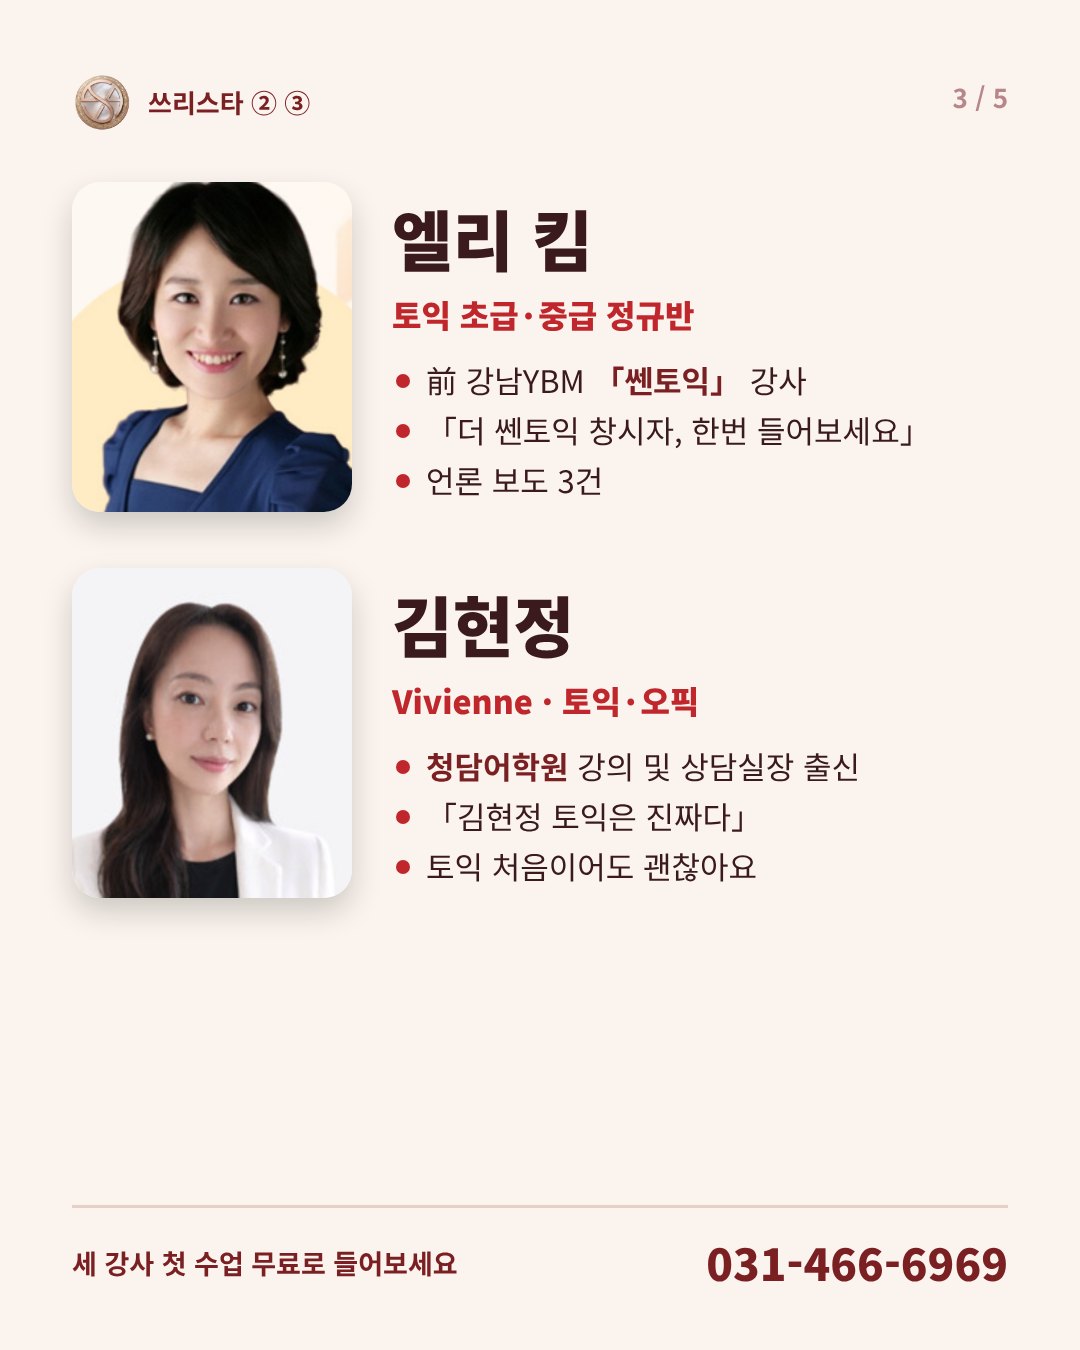 쓰리스타 ② ③
3 / 5
엘리 킴
토익 초급·중급 정규반
前 강남YBM 「쎈토익」 강사
「더 쎈토익 창시자, 한번 들어보세요」
언론 보도 3건
김현정
Vivienne · 토익·오픽
청담어학원 강의 및 상담실장 출신
「김현정 토익은 진짜다」
토익 처음이어도 괜찮아요
세 강사 첫 수업 무료로 들어보세요
031-466-6969